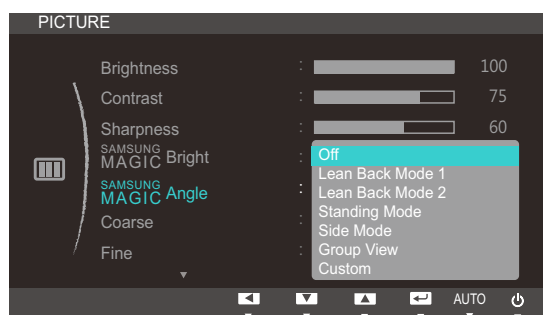 PICTURE
Brightness : 100
Contrast : 75
Sharpness : 60
SAMSUNG
MAGIC Bright :
SAMSUNG
MAGIC Angle :
Coarse :
Fine :
Off
Lean Back Mode 1
Lean Back Mode 2
Standing Mode
Side Mode
Group View
Custom
AUTO